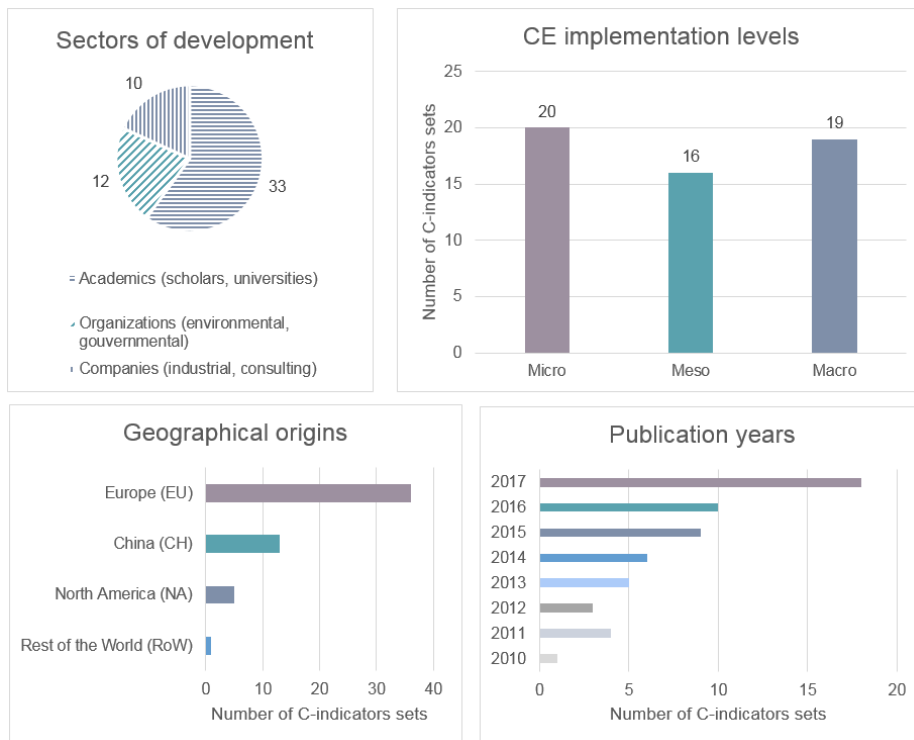 Sectors of development
10
12
33
Academics (scholars, universities)
Organizations (environmental,
gouvernmental)
Companies (industrial, consulting)
CE implementation levels
Number of C-indicators sets
25
20
15
10
5
0
20
16
19
Micro Meso Macro
Geographical origins
Europe (EU)
China (CH)
North America (NA)
Rest of the World (RoW)
0 10 20 30 40
Number of C-indicators sets
Publication years
2017
2016
2015
2014
2013
2012
2011
2010
0 5 10 15 20
Number of C-indicators sets